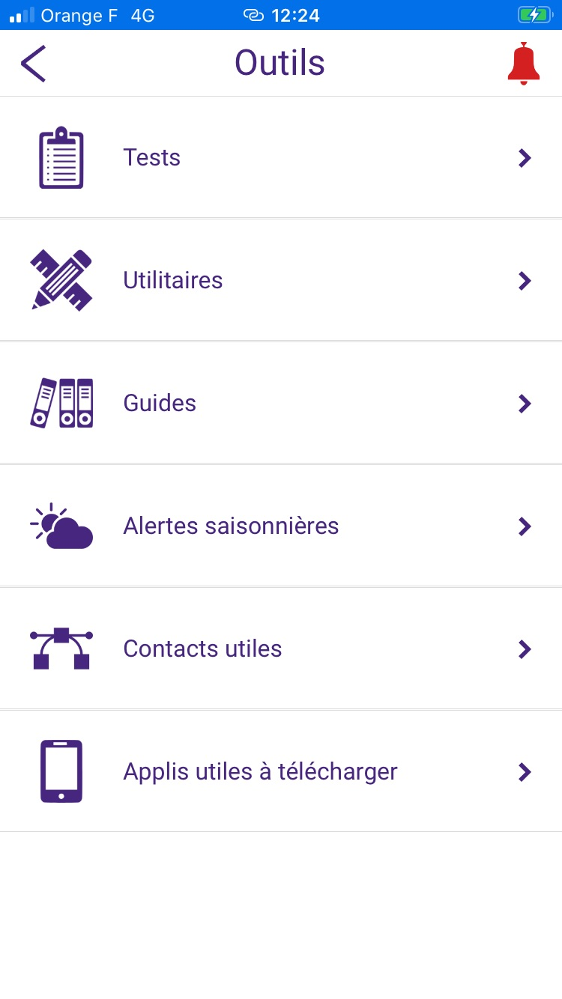 Orange F 4G 12:24
Outils
Tests
Utilitaires
Guides
Alertes saisonnières
Contacts utiles
Applis utiles à télécharger